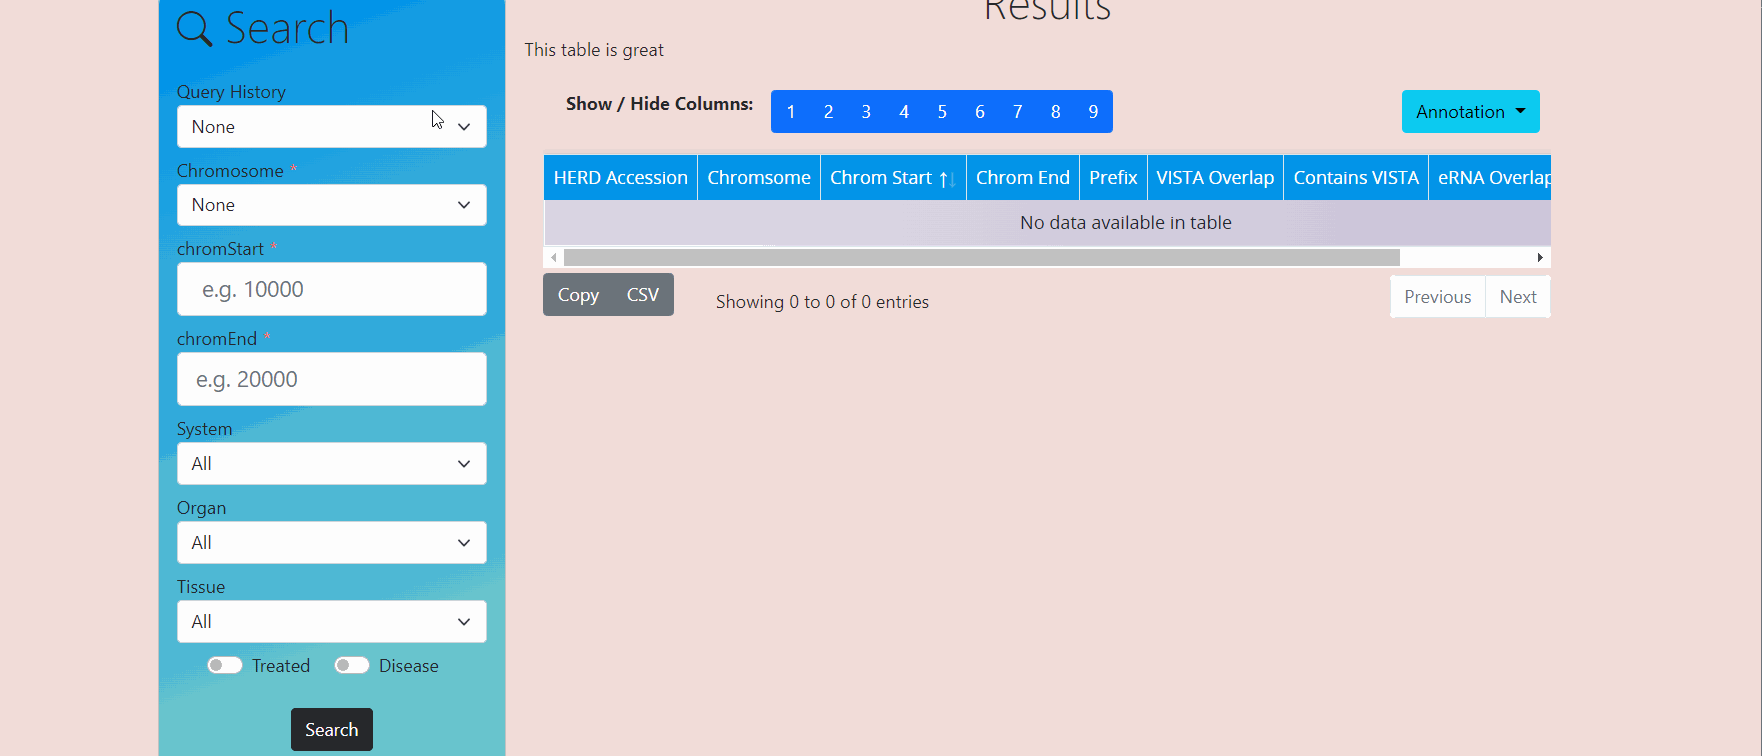 Search
Query History
None
Chromosome *
None
chromStart *
e.g. 10000
chromEnd *
e.g. 20000
System
All
Organ
All
Tissue
All
Treated Disease
Search
Results
This table is great
Show / Hide Columns: 1 2 3 4 5 6 7 8 9 Annotation
HERD Accession Chromsome Chrom Start Chrom End Prefix VISTA Overlap Contains VISTA eRNA Overlap
No data available in table
Copy CSV Showing 0 to 0 of 0 entries Previous Next